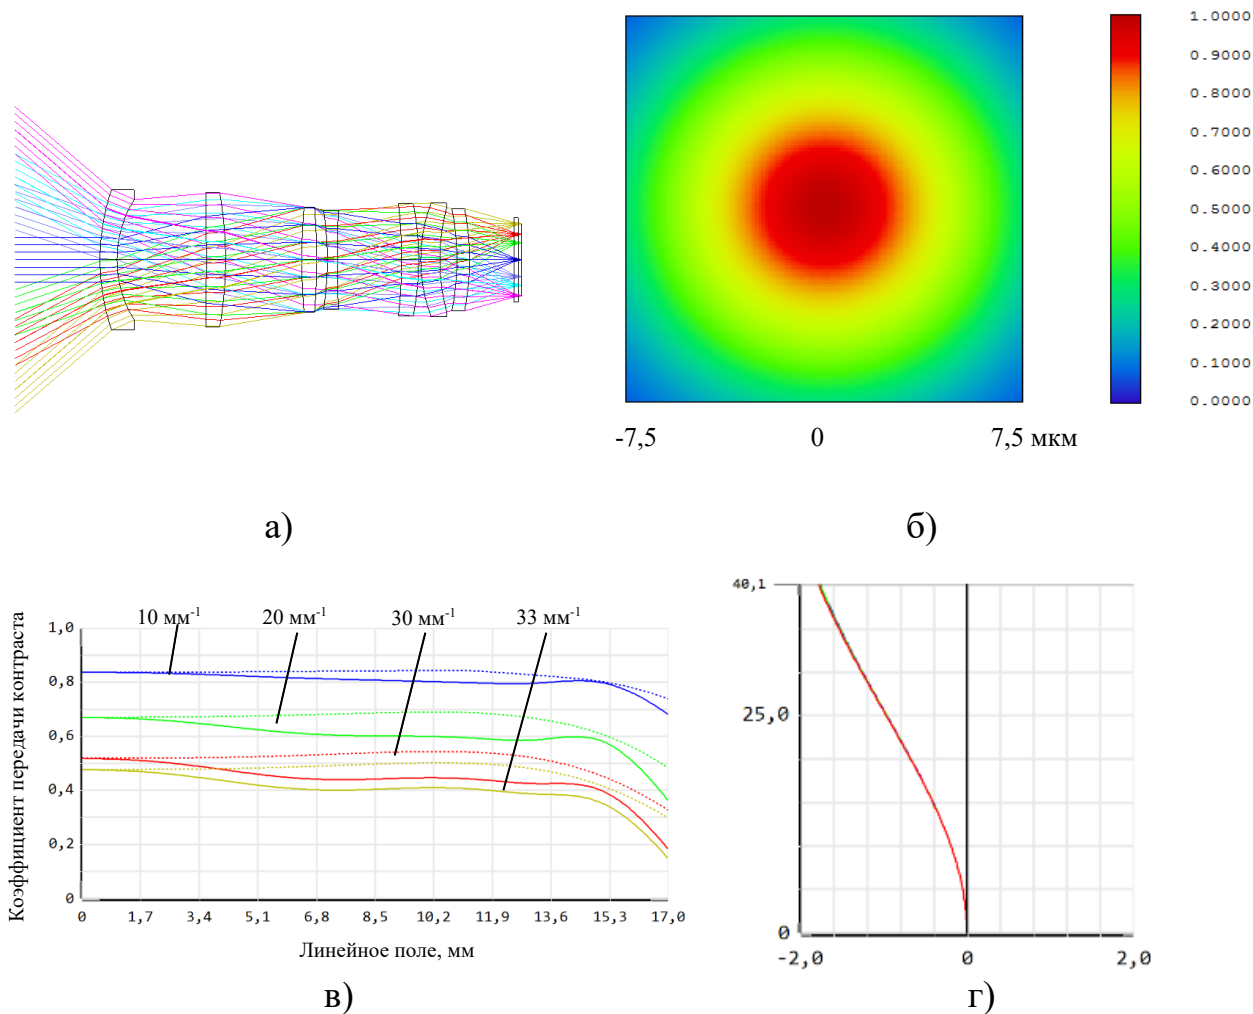 1.0000
0.9000
0.8000
0.7000
0.6000
0.5000
0.4000
0.3000
0.2000
0.1000
0.0000
-7,5 0 7,5 мкм
а) б)
Коэффициент передачи контраста
10 мм-1 20 мм-1 30 мм-1 33 мм-1
1,0
0,8
0,6
0,4
0,2
0
0 1,7 3,4 5,1 6,8 8,5 10,2 11,9 13,6 15,3 17,0
Линейное поле, мм
в)
40,1
25,0
0
-2,0 0 2,0
г)